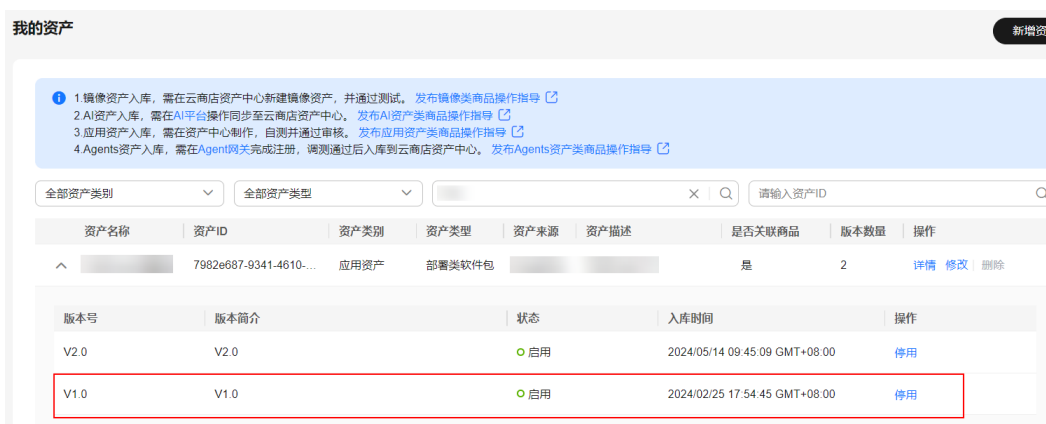 我的资产
新增资
1.镜像资产入库，需在云商店资产中心新建镜像资产，并通过测试。 发布镜像类商品操作指导
2.AI资产入库，需在AI平台操作同步至云商店资产中心。 发布AI资产类商品操作指导
3.应用资产入库，需在资产中心制作，自测并通过审核。 发布应用资产类商品操作指导
4.Agents资产入库，需在Agent网关完成注册，调测通过后入库到云商店资产中心。 发布Agents资产类商品操作指导
全部资产类别 全部资产类型 请输入资产ID
资产名称 资产ID 资产类别 资产类型 资产来源 资产描述 是否关联商品 版本数量 操作
7982e687-9341-4610-... 应用资产 部署类软件包 是 2 详情 修改 删除
版本号 版本简介 状态 入库时间 操作
V2.0 V2.0 启用 2024/05/14 09:45:09 GMT+08:00 停用
V1.0 V1.0 启用 2024/02/25 17:54:45 GMT+08:00 停用